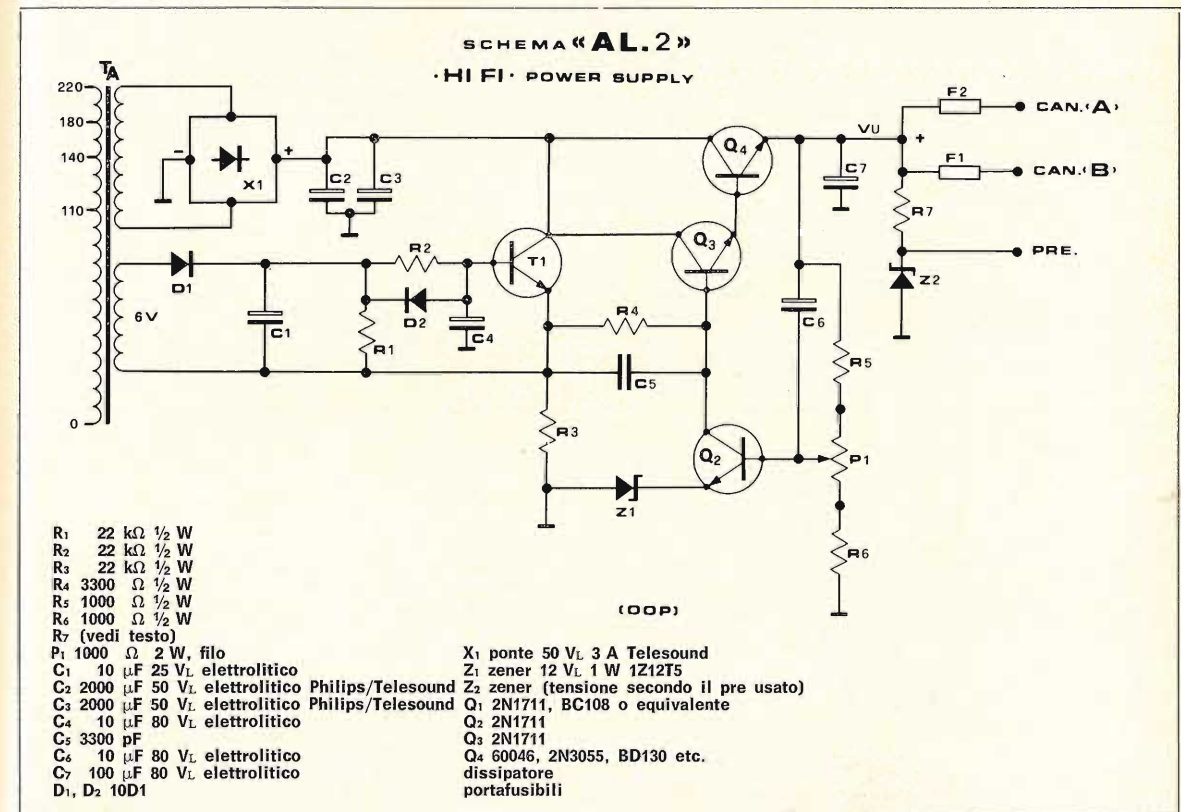 SCHEMA «AL.2»
·HI FI· POWER SUPPLY
TA
220
180
140
110
0
6V
X1
−
+
C2
C3
Q4
VU
+
C7
F2
CAN.‹A›
F1
CAN.‹B›
R7
PRE.
Z2
D1
C1
R2
D2
R1
C4
T1
Q3
R4
C5
C6
R5
R3
Q2
Z1
P1
R6
(OOP)
R1 22 kΩ ½ W
R2 22 kΩ ½ W
R3 22 kΩ ½ W
R4 3300 Ω ½ W
R5 1000 Ω ½ W
R6 1000 Ω ½ W
R7 (vedi testo)
P1 1000 Ω 2 W, filo
C1 10 μF 25 VL elettrolitico
C2 2000 μF 50 VL elettrolitico Philips/Telesound
C3 2000 μF 50 VL elettrolitico Philips/Telesound
C4 10 μF 80 VL elettrolitico
C5 3300 pF
C6 10 μF 80 VL elettrolitico
C7 100 μF 80 VL elettrolitico
D1, D2 10D1
X1 ponte 50 VL 3 A Telesound
Z1 zener 12 VL 1 W 1Z12T5
Z2 zener (tensione secondo il pre usato)
Q1 2N1711, BC108 o equivalente
Q2 2N1711
Q3 2N1711
Q4 60046, 2N3055, BD130 etc.
dissipatore
portafusibili